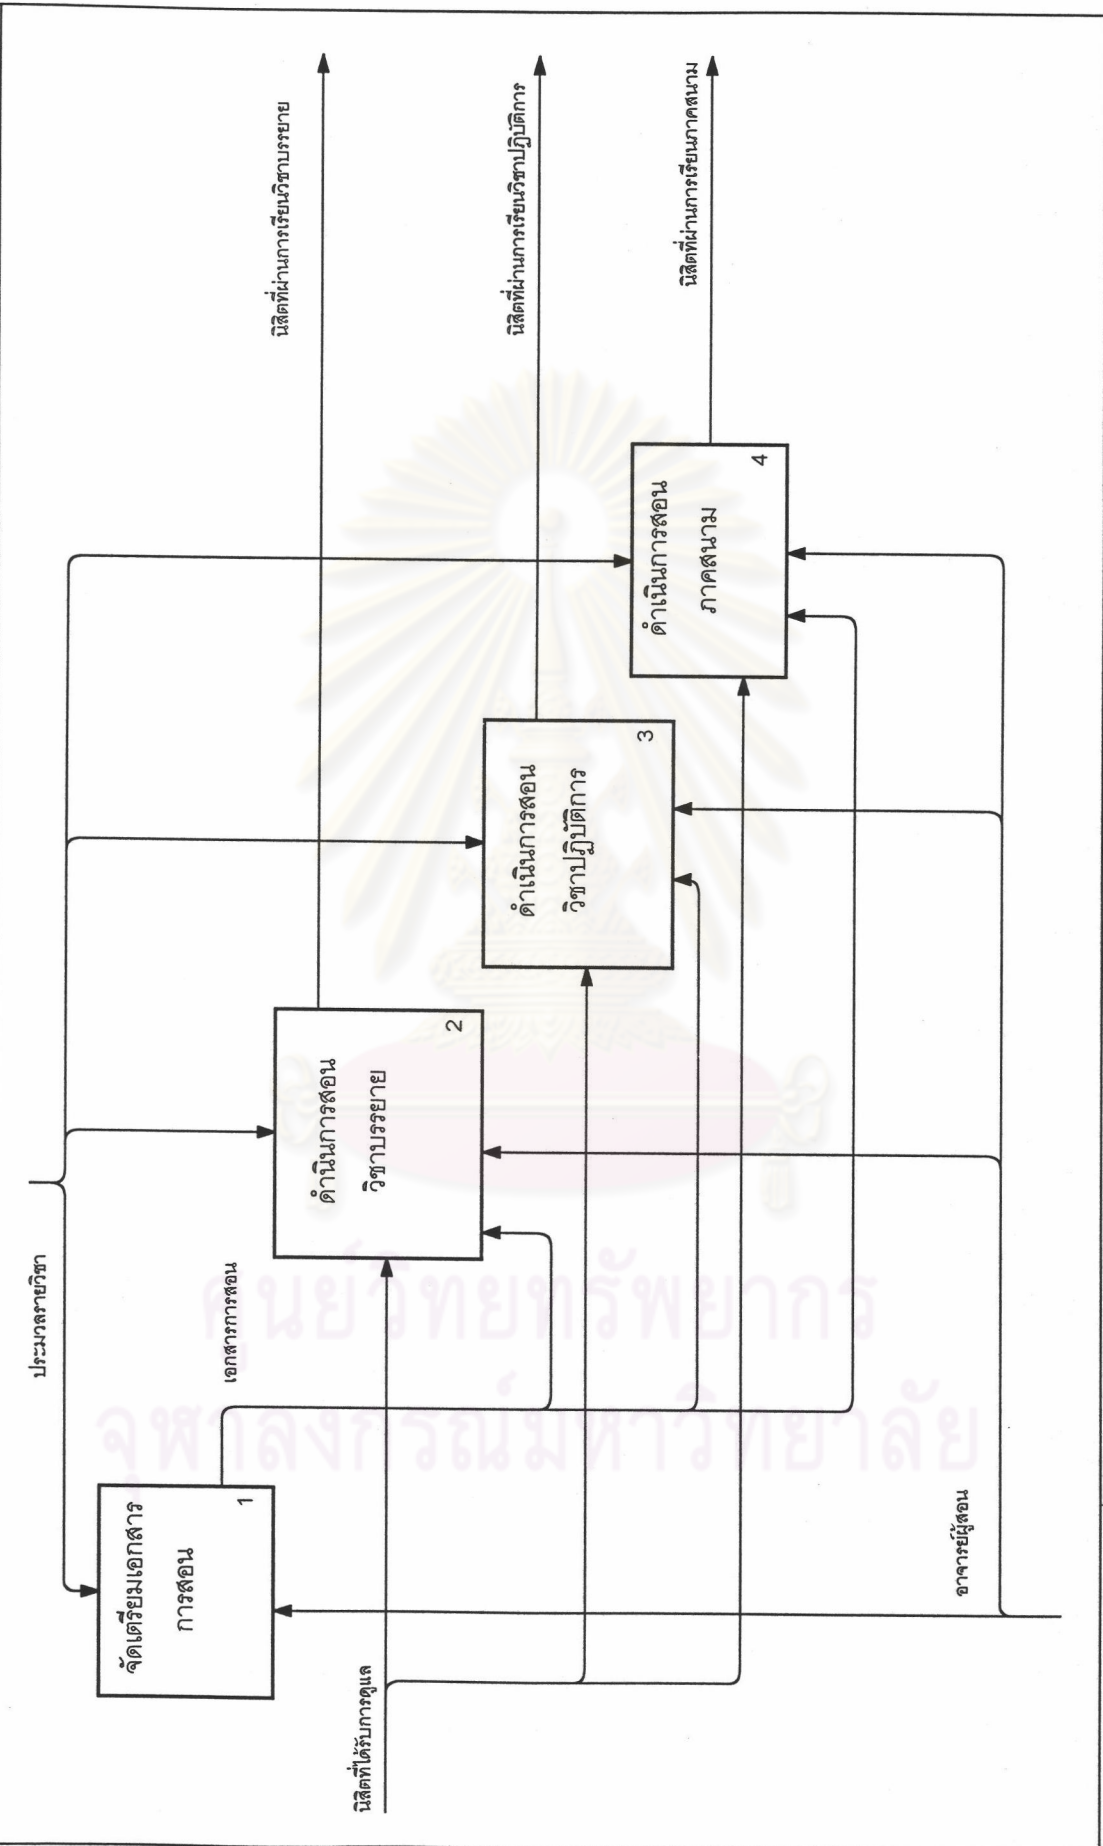 ประมวลรายวิชา
จัดเตรียมเอกสาร
การสอน
1
เอกสารการสอน
นิสิตที่ได้รับการดูแล
ดำนินการสอน
วิชาบรรยาย
2
ดำเนินการสอน
วิชาปฏิบัติการ
3
ดำเนินการสอน
ภาคสนาม
4
นิสิตที่ผ่านการเรียนวิชาบรรยาย
นิสิตที่ผ่านการเรียนวิชาปฏิบัติการ
นิสิตที่ผ่านการเรียนภาคสนาม
อาจารย์ผู้สอน
ศูนย์วิทยทรัพยากร
จุฬาลงกรณ์มหาวิทยาลัย